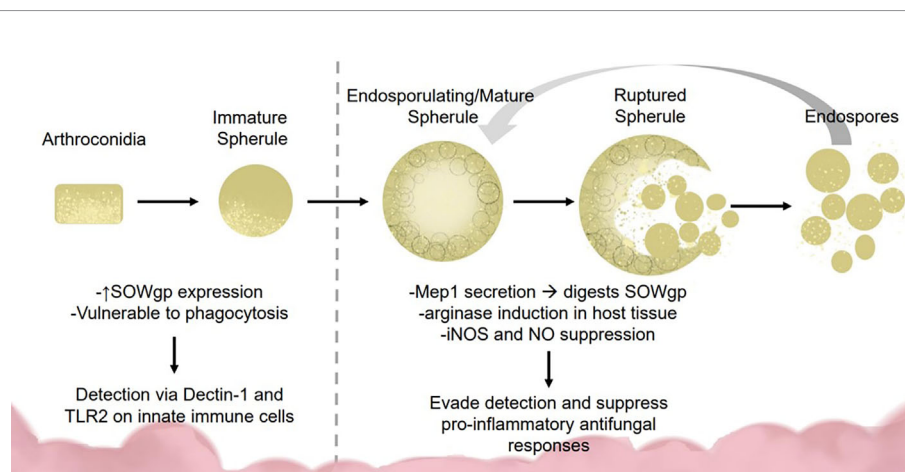 Arthroconidia
Immature
Spherule
Endosporulating/Mature
Spherule
Ruptured
Spherule
Endospores
-↑SOWgp expression
-Vulnerable to phagocytosis
Detection via Dectin-1 and
TLR2 on innate immune cells
-Mep1 secretion → digests SOWgp
-arginase induction in host tissue
-iNOS and NO suppression
Evade detection and suppress
pro-inflammatory antifungal
responses